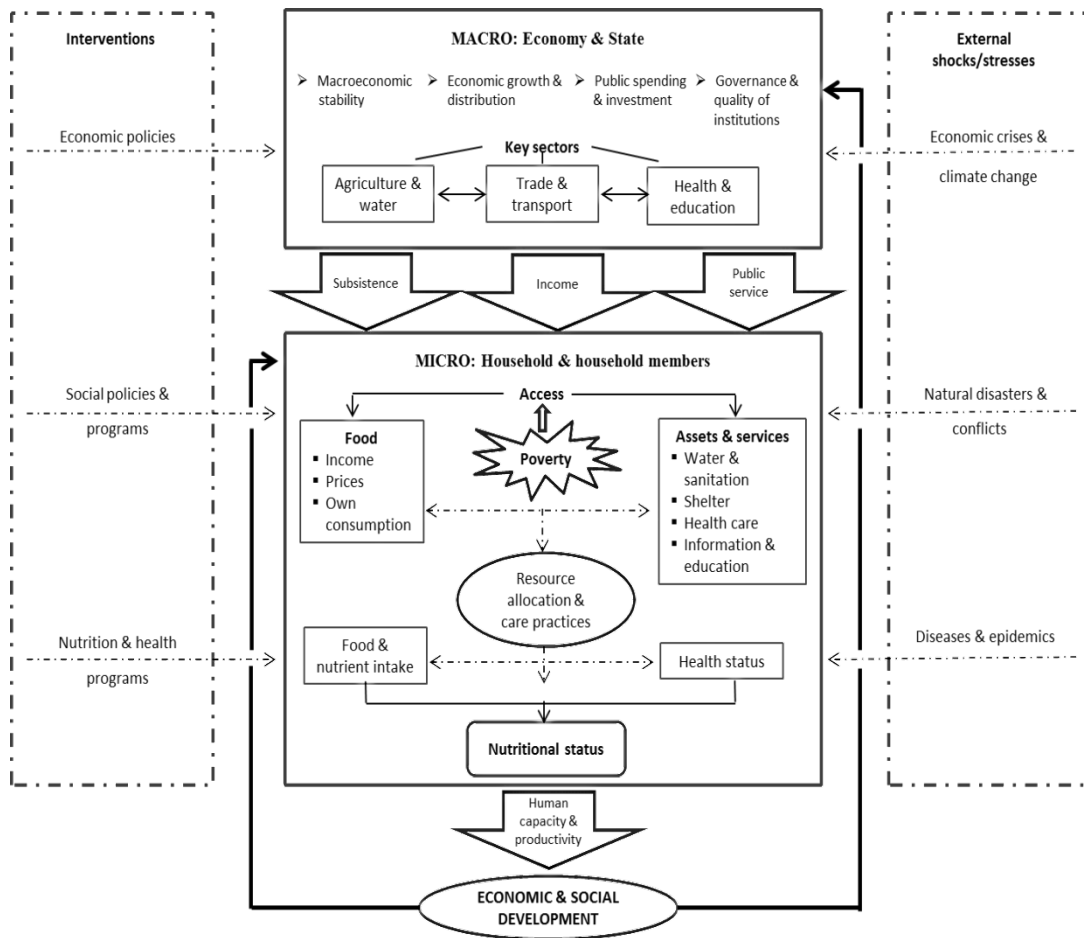 Interventions
Economic policies
Social policies &
programs
Nutrition & health
programs
MACRO: Economy & State
➢ Macroeconomic
stability
➢ Economic growth &
distribution
➢ Public spending
& investment
➢ Governance &
quality of
institutions
Key sectors
Agriculture &
water
Trade &
transport
Health &
education
Subsistence
Income
Public
service
MICRO: Household & household members
Access
Poverty
Food
▪ Income
▪ Prices
▪ Own
consumption
Assets & services
▪ Water &
sanitation
▪ Shelter
▪ Health care
▪ Information &
education
Resource
allocation &
care practices
Food &
nutrient intake
Health status
Nutritional status
Human
capacity &
productivity
ECONOMIC & SOCIAL
DEVELOPMENT
External
shocks/stresses
Economic crises &
climate change
Natural disasters &
conflicts
Diseases & epidemics